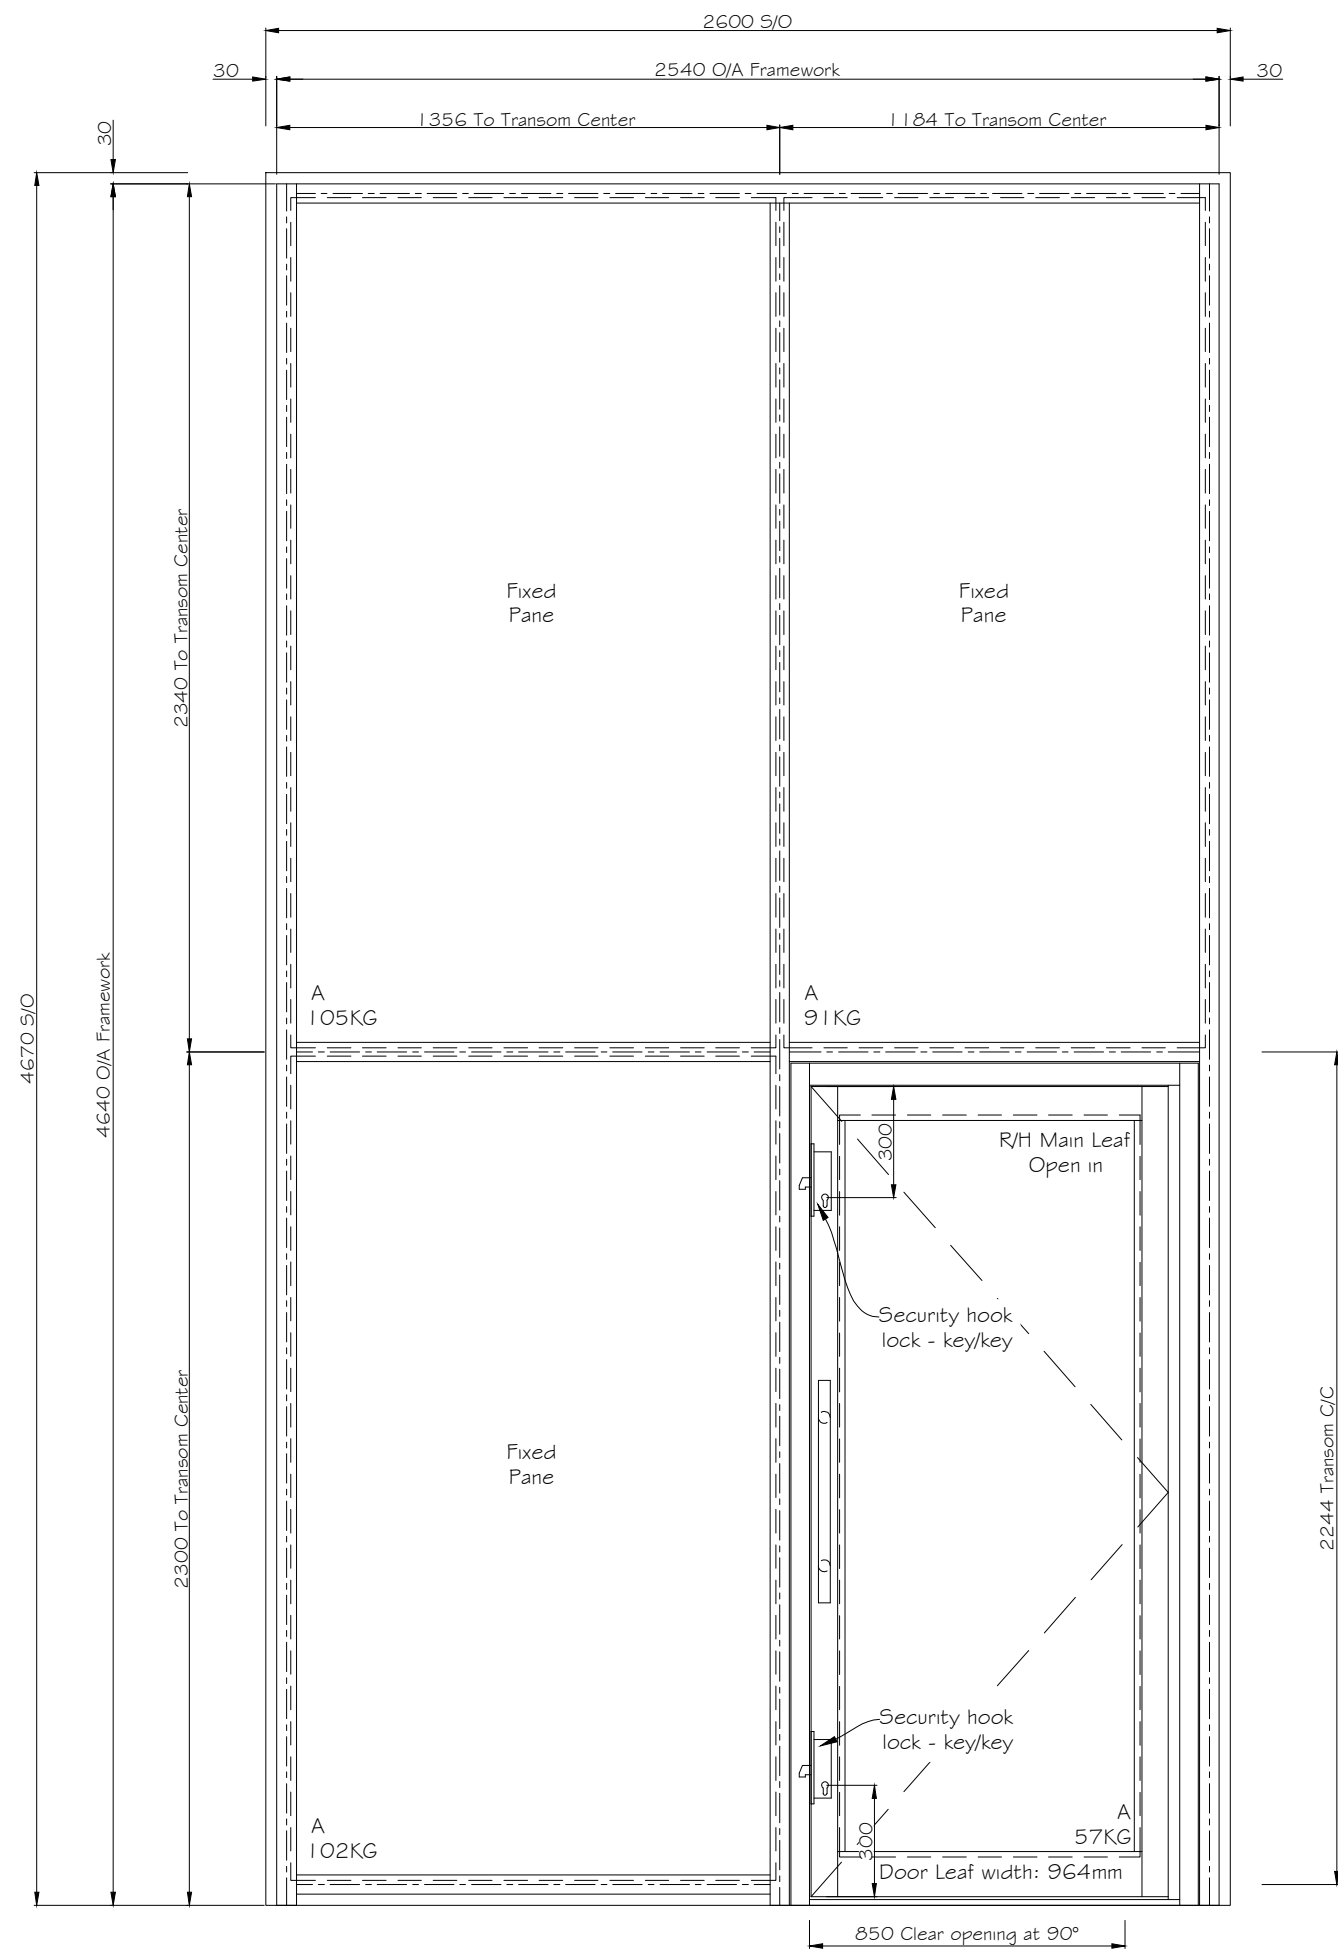 2600 S/O
30
2540 O/A Framework
30
1356 To Transom Center
1184 To Transom Center
30
4670 S/O
4640 O/A Framework
2340 To Transom Center
2300 To Transom Center
Fixed
Pane
Fixed
Pane
A
105KG
A
91KG
300
R/H Main Leaf
Open in
Security hook
lock - key/key
2244 Transom C/C
Fixed
Pane
Security hook
lock - key/key
A
102KG
300
A
57KG
Door Leaf width: 964mm
850 Clear opening at 90°